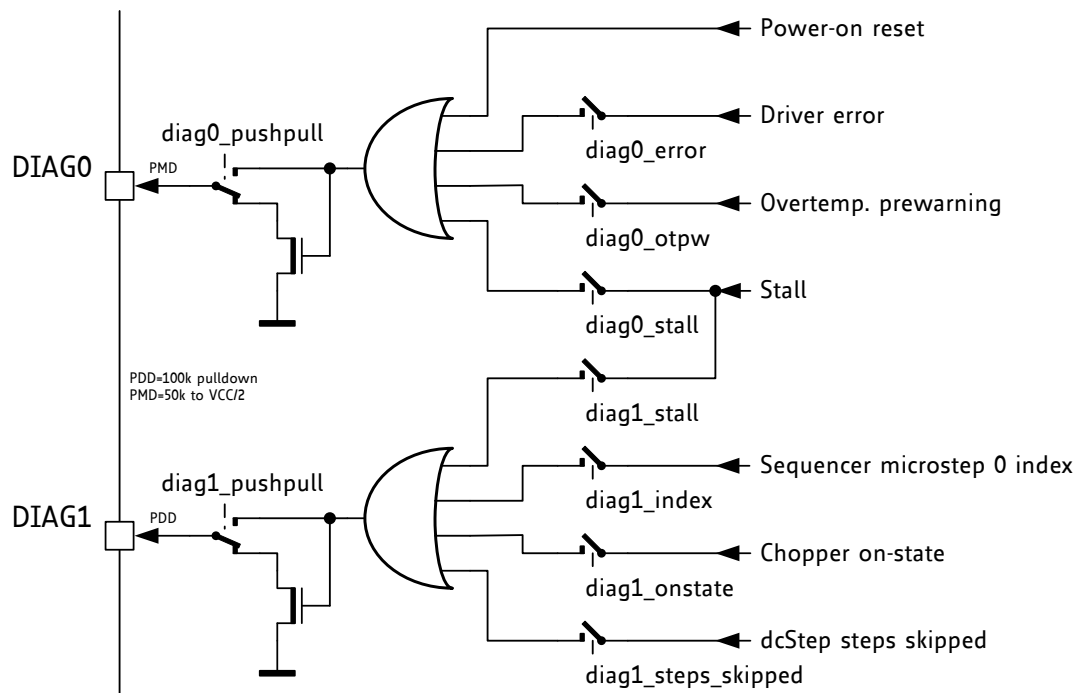 Power-on reset
Driver error
diag0_pushpull
diag0_error
DIAG0
PMD
Overtemp. prewarning
diag0_otpw
Stall
diag0_stall
PDD=100k pulldown
PMD=50k to VCC/2
diag1_stall
Sequencer microstep 0 index
diag1_pushpull
diag1_index
DIAG1
PDD
Chopper on-state
diag1_onstate
dcStep steps skipped
diag1_steps_skipped